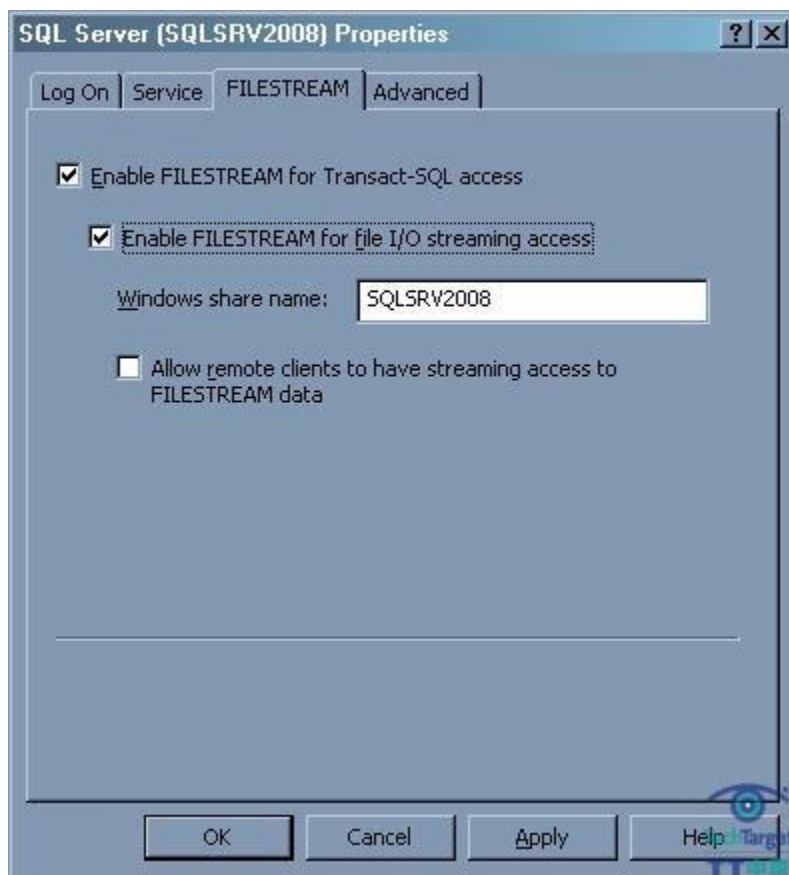 SQL Server (SQLSRV2008) Properties
Log On Service FILESTREAM Advanced
Enable FILESTREAM for Transact-SQL access
Enable FILESTREAM for file I/O streaming access
Windows share name: SQLSRV2008
Allow remote clients to have streaming access to
FILESTREAM data
OK Cancel Apply Help